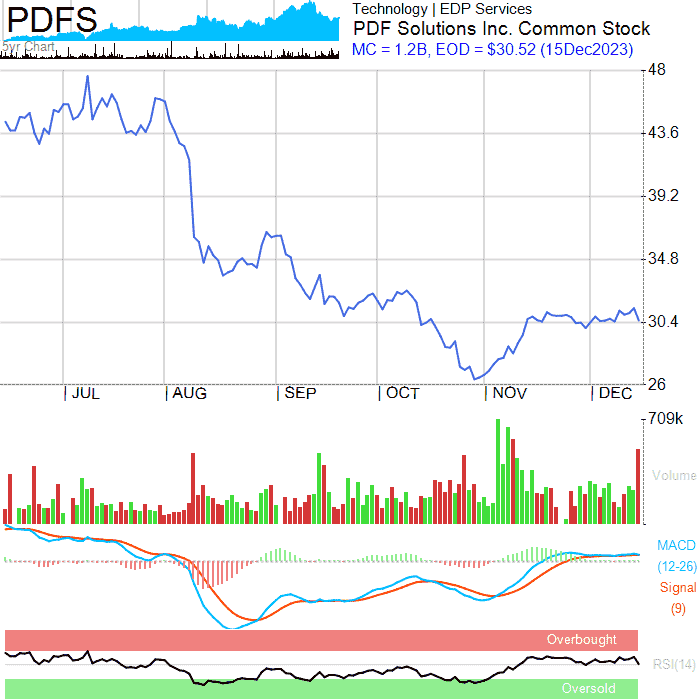 PDFS
5yr Chart
Technology | EDP Services
PDF Solutions Inc. Common Stock
MC = 1.2B, EOD = $30.52 (15Dec2023)
48
43.6
39.2
34.8
30.4
26
| JUL | AUG | SEP | OCT | NOV | DEC
709k
Volume
MACD
(12-26)
Signal
(9)
Overbought
RSI(14)
Oversold